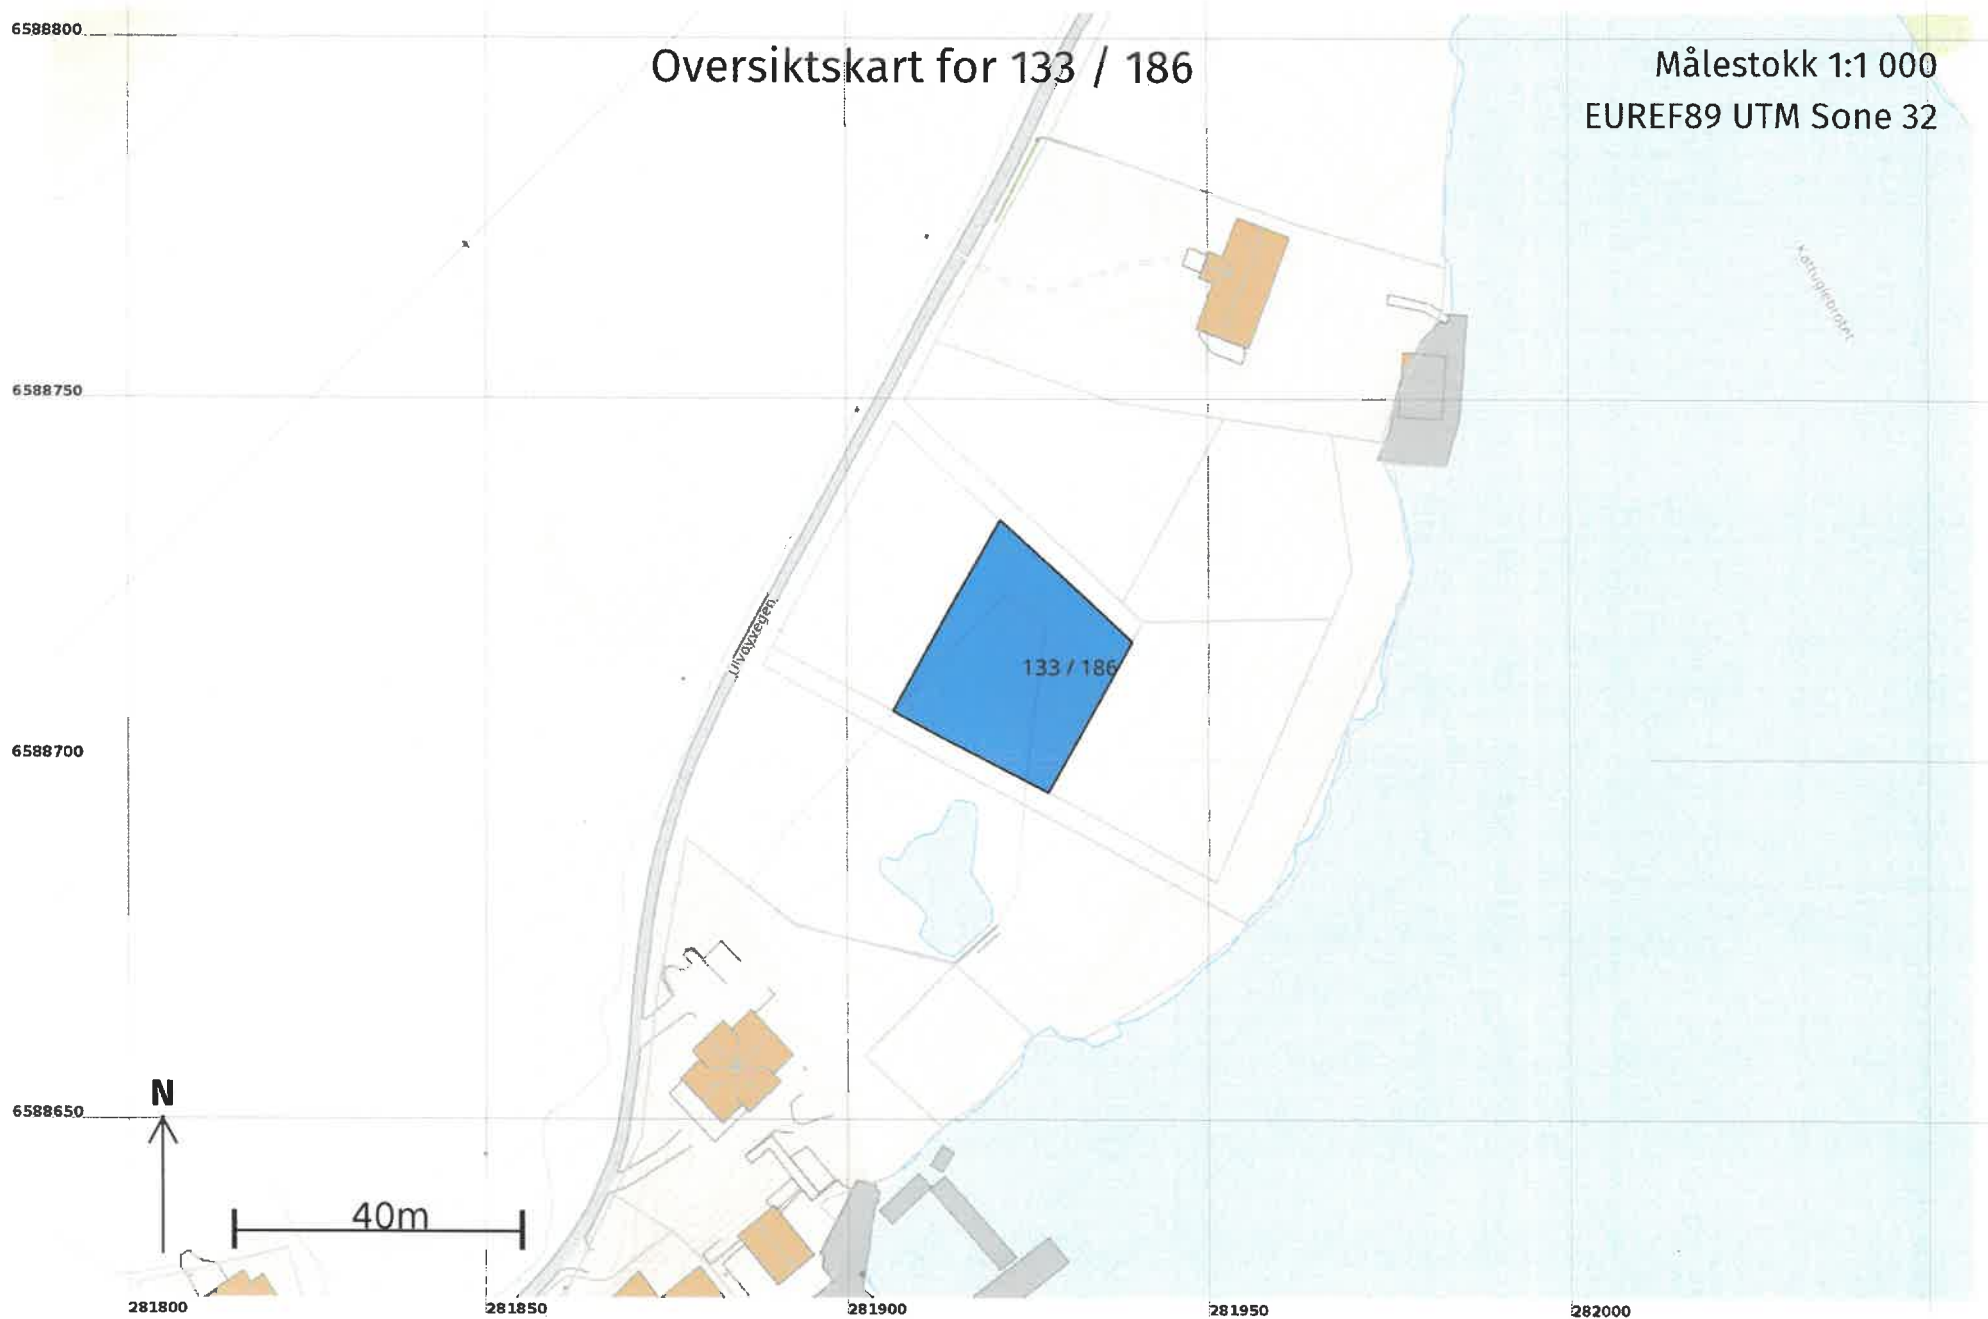 6588800
Oversiktskart for 133 / 186
Målestokk 1:1 000
EUREF89 UTM Sone 32
Kattuglebrotet
6588750
Ulvøyvegen
133 / 186
6588700
N
6588650
40m
281800
281850
281900
281950
282000